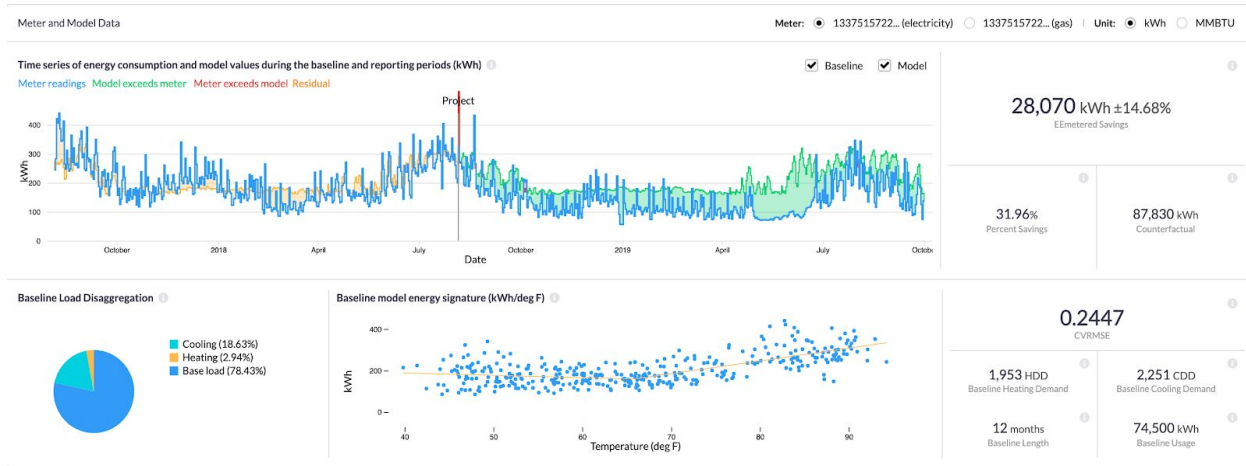 Meter and Model Data
Meter: 1337515722... (electricity) 1337515722... (gas) | Unit: kWh MMBTU
Time series of energy consumption and model values during the baseline and reporting periods (kWh)
Baseline Model
Meter readings Model exceeds meter Meter exceeds model Residual
Project
400
300
200
100
0
kWh
October 2018 April July October 2019 April July Octob
Date
28,070 kWh ±14.68%
EEmetered Savings
31.96%
Percent Savings
87,830 kWh
Counterfactual
Baseline Load Disaggregation
Cooling (18.63%)
Heating (2.94%)
Base load (78.43%)
Baseline model energy signature (kWh/deg F)
400
200
0
kWh
40 50 60 70 80 90
Temperature (deg F)
0.2447
CVRMSE
1,953 HDD
Baseline Heating Demand
2,251 CDD
Baseline Cooling Demand
12 months
Baseline Length
74,500 kWh
Baseline Usage